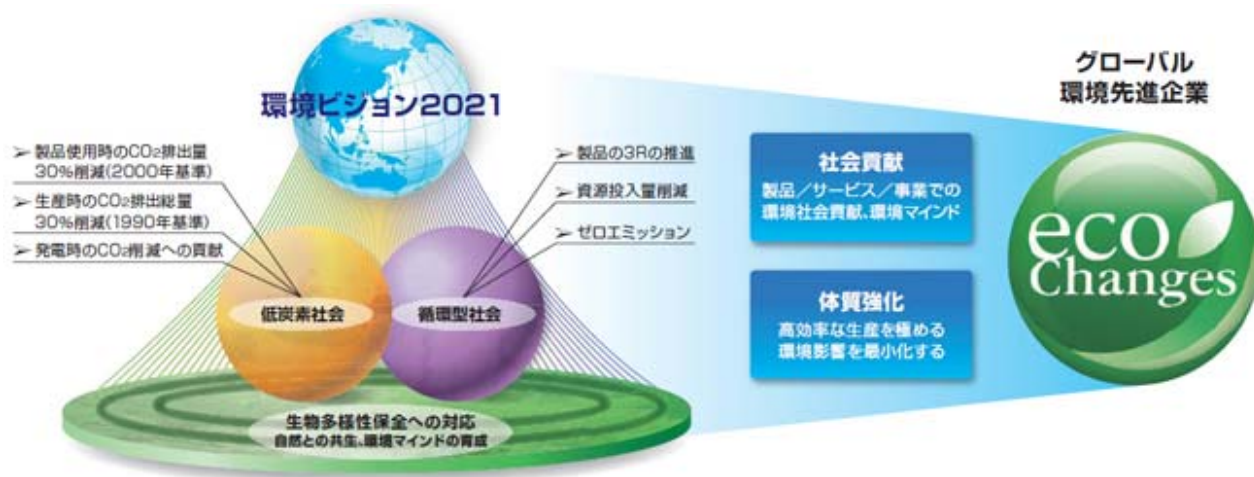 環境ビジョン2021
➢ 製品使用時のCO₂排出量
30%削減(2000年基準)
➢ 生産時のCO₂排出総量
30%削減(1990年基準)
➢ 発電時のCO₂削減への貢献
➢ 製品の3Rの推進
➢ 資源投入量削減
➢ ゼロエミッション
低炭素社会
循環型社会
生物多様性保全への対応
自然との共生、環境マインドの育成
社会貢献
製品／サービス／事業での
環境社会貢献、環境マインド
体質強化
高効率な生産を極める
環境影響を最小化する
グローバル
環境先進企業
eco
Changes